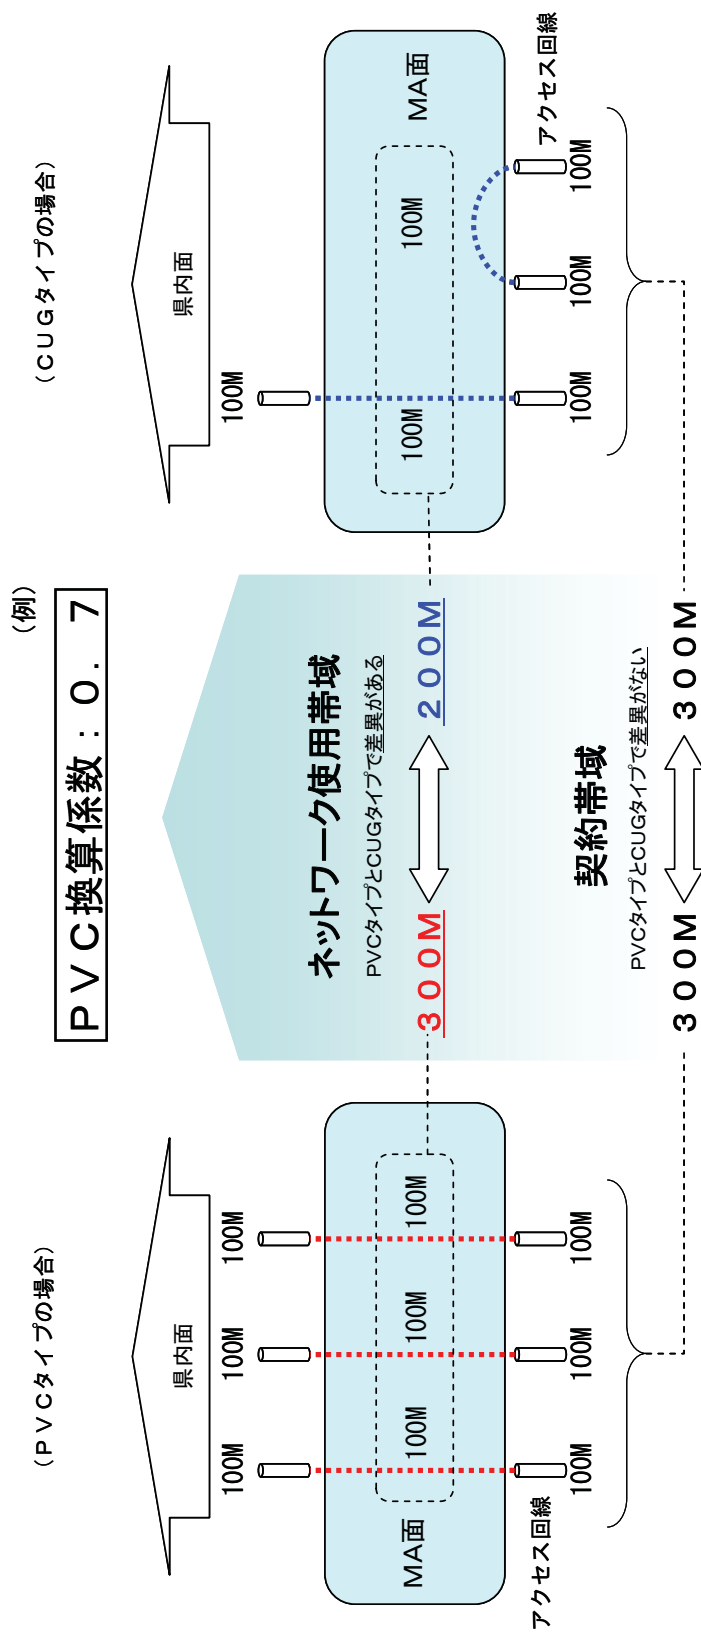 (例)
PVC換算係数:0.7
(PVCタイプの場合)
県内面
100M
100M
100M
MA面
100M
100M
100M
アクセス回線
100M
100M
100M
ネットワーク使用帯域
PVCタイプとCUGタイプで差異がある
300M
200M
契約帯域
PVCタイプとCUGタイプで差異がない
300M
300M
(CUGタイプの場合)
県内面
100M
MA面
100M
100M
アクセス回線
100M
100M
100M